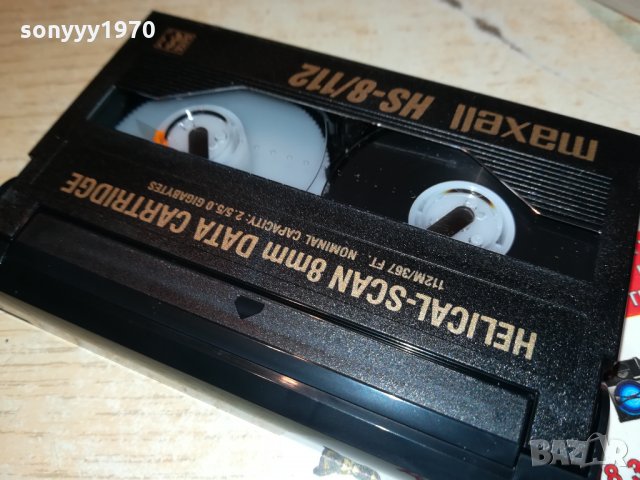 sonyyy1970
maxell HS-8/112
HELICAL-SCAN 8mm DATA CARTRIDGE
112M/367 FT. NOMINAL CAPACITY: 2.5/5.0 GIGABYTES
BAZAR